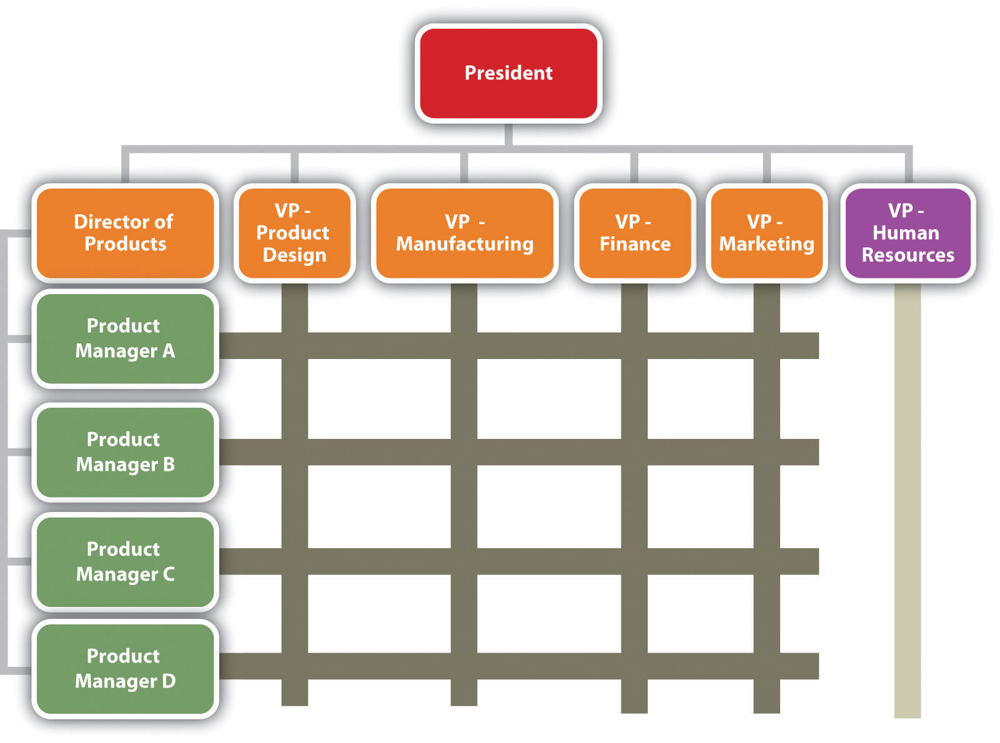 President
Director of
Products
VP -
Product
Design
VP -
Manufacturing
VP -
Finance
VP -
Marketing
VP -
Human
Resources
Product
Manager A
Product
Manager B
Product
Manager C
Product
Manager D